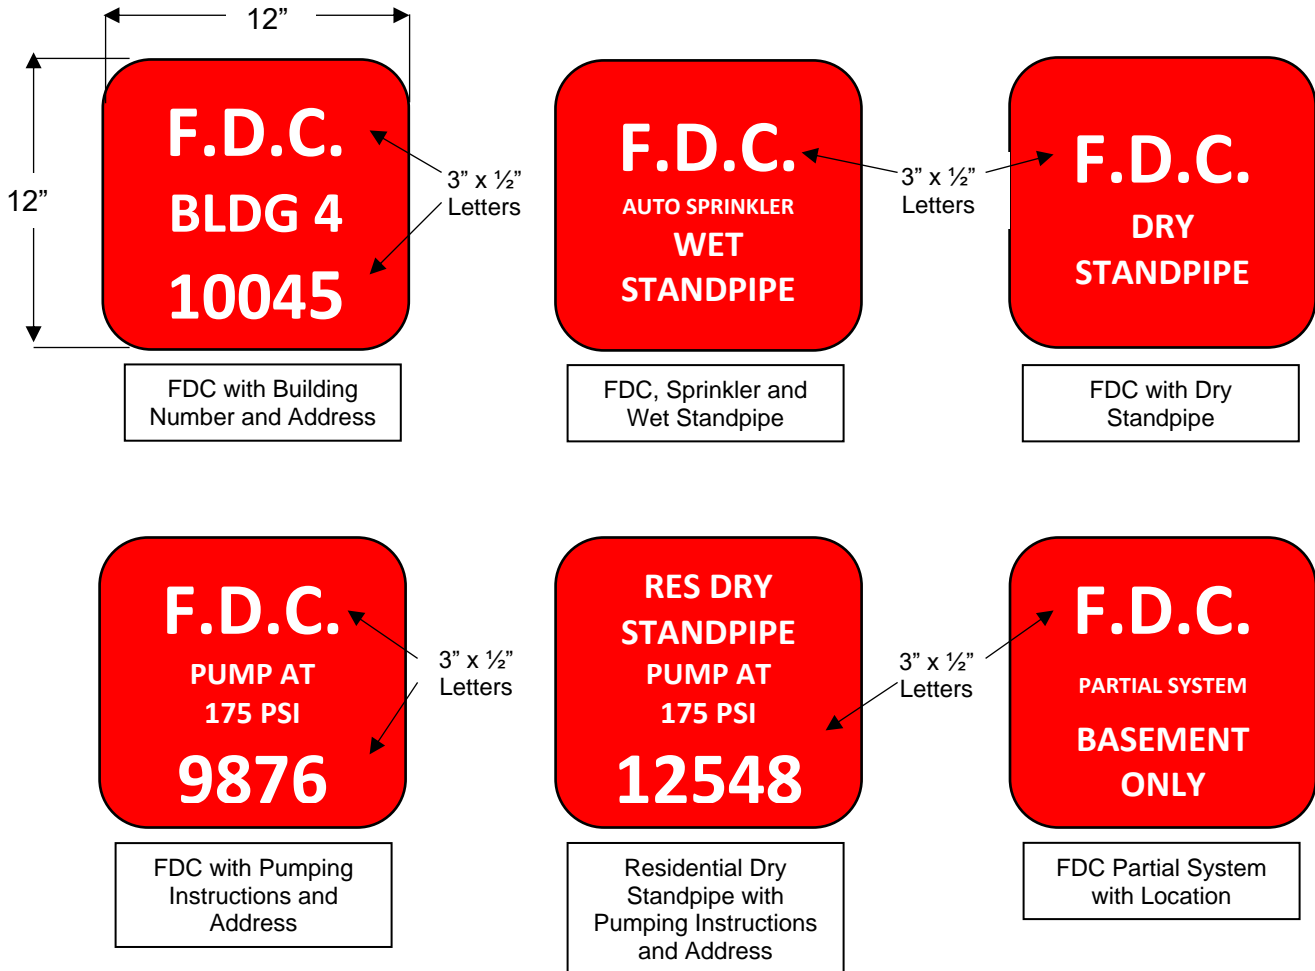 12”
12”
F.D.C.
BLDG 4
10045
3” x ½”
Letters
FDC with Building
Number and Address
F.D.C.
AUTO SPRINKLER
WET
STANDPIPE
FDC, Sprinkler and
Wet Standpipe
3” x ½”
Letters
F.D.C.
DRY
STANDPIPE
FDC with Dry
Standpipe
F.D.C.
PUMP AT
175 PSI
9876
3” x ½”
Letters
FDC with Pumping
Instructions and
Address
RES DRY
STANDPIPE
PUMP AT
175 PSI
12548
Residential Dry
Standpipe with
Pumping Instructions
and Address
3” x ½”
Letters
F.D.C.
PARTIAL SYSTEM
BASEMENT
ONLY
FDC Partial System
with Location